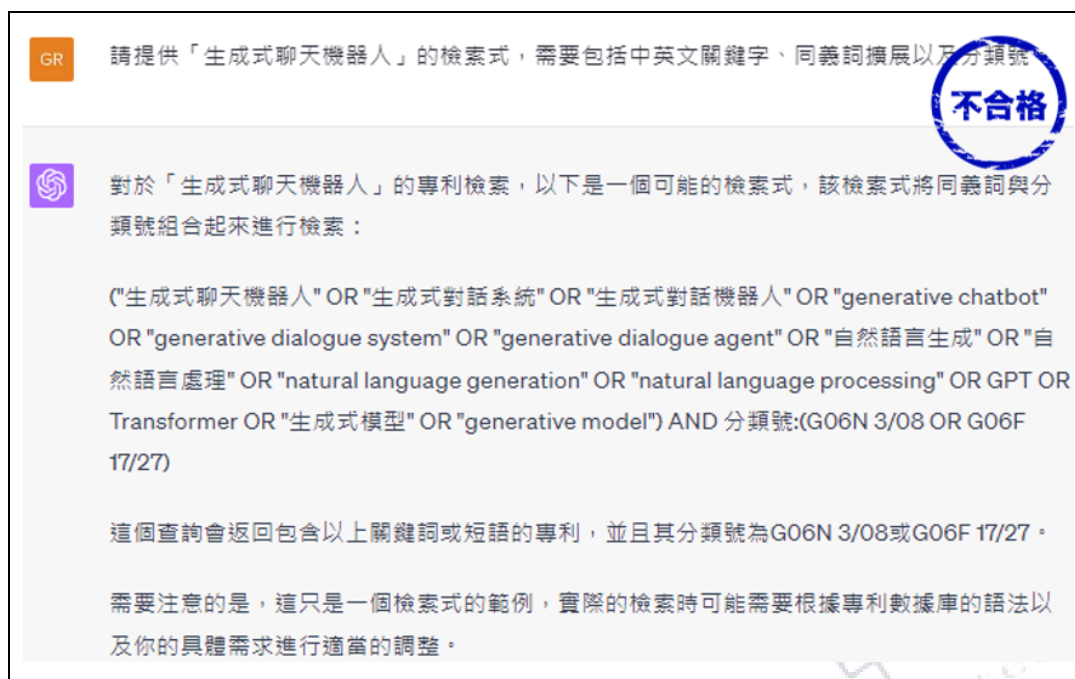 GR
請提供「生成式聊天機器人」的檢索式，需要包括中英文關鍵字、同義詞擴展以及分類號
不合格
對於「生成式聊天機器人」的專利檢索，以下是一個可能的檢索式，該檢索式將同義詞與分
類號組合起來進行檢索：
("生成式聊天機器人" OR "生成式對話系統" OR "生成式對話機器人" OR "generative chatbot"
OR "generative dialogue system" OR "generative dialogue agent" OR "自然語言生成" OR "自
然語言處理" OR "natural language generation" OR "natural language processing" OR GPT OR
Transformer OR "生成式模型" OR "generative model") AND 分類號:(G06N 3/08 OR G06F
17/27)
這個查詢會返回包含以上關鍵詞或短語的專利，並且其分類號為G06N 3/08或G06F 17/27。
需要注意的是，這只是一個檢索式的範例，實際的檢索時可能需要根據專利數據庫的語法以
及你的具體需求進行適當的調整。